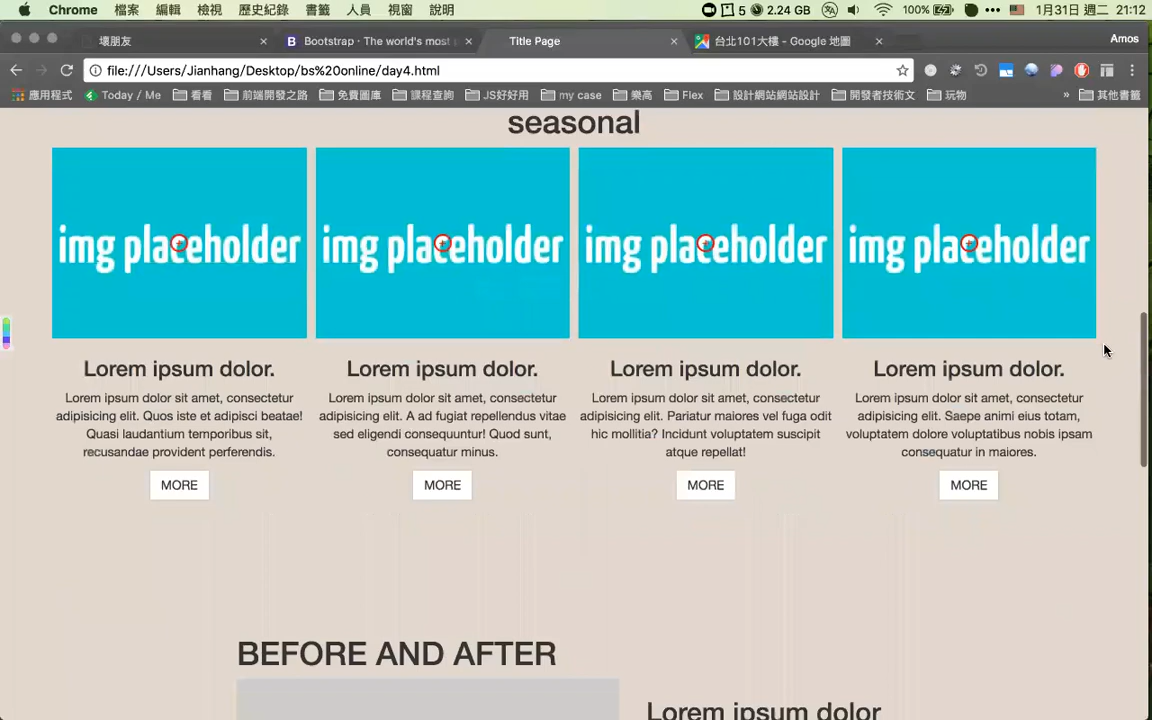 Chrome 檔案 編輯 檢視 歷史紀錄 書籤 人員 視窗 說明 5 2.24 GB 100% 1月31日 週二 21:12
壞朋友 Bootstrap · The world's most Title Page 台北101大樓 - Google 地圖 Amos
file:///Users/Jianhang/Desktop/bs%20online/day4.html
應用程式 Today / Me 看看 前端開發之路 免費圖庫 課程查詢 JS好好用 my case 樂高 Flex 設計網站網站設計 開發者技術文 玩物 » 其他書籤
seasonal
img placeholder img placeholder img placeholder img placeholder
Lorem ipsum dolor. Lorem ipsum dolor. Lorem ipsum dolor. Lorem ipsum dolor.
Lorem ipsum dolor sit amet, consectetur
adipisicing elit. Quos iste et adipisci beatae!
Quasi laudantium temporibus sit,
recusandae provident perferendis.
Lorem ipsum dolor sit amet, consectetur
adipisicing elit. A ad fugiat repellendus vitae
sed eligendi consequuntur! Quod sunt,
consequatur minus.
Lorem ipsum dolor sit amet, consectetur
adipisicing elit. Pariatur maiores vel fuga odit
hic mollitia? Incidunt voluptatem suscipit
atque repellat!
Lorem ipsum dolor sit amet, consectetur
adipisicing elit. Saepe animi eius totam,
voluptatem dolore voluptatibus nobis ipsam
consequatur in maiores.
MORE MORE MORE MORE
BEFORE AND AFTER
Lorem ipsum dolor